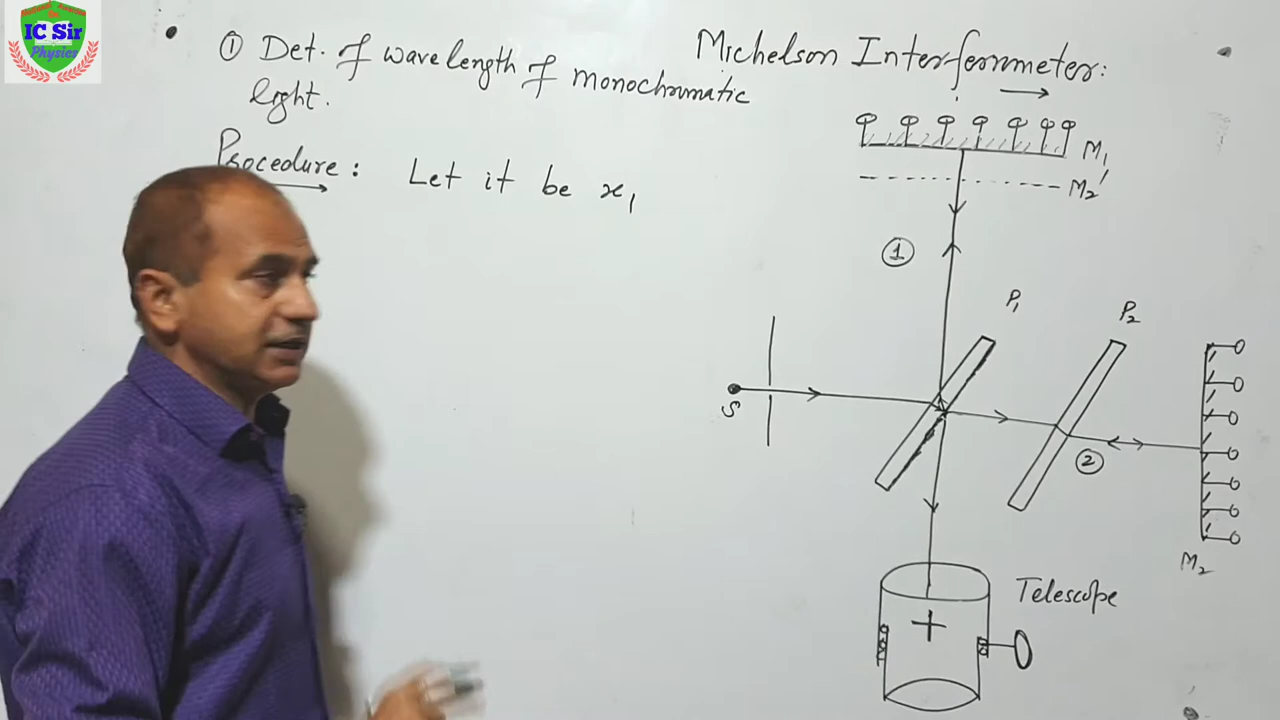 IC Sir
Physics
① Det. of wavelength of monochromatic
light.
Procedure : Let it be x₁
Michelson Interferometer:
M₁
M₂'
①
P₁
P₂
S
②
M₂
Telescope